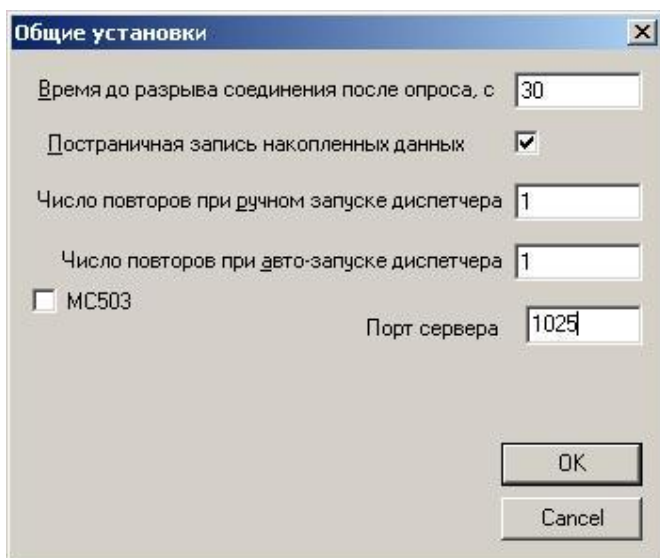 Общие установки
Время до разрыва соединения после опроса, с 30
Постраничная запись накопленных данных
Число повторов при ручном запуске диспетчера 1
Число повторов при авто-запуске диспетчера 1
МС503
Порт сервера 1025
OK
Cancel